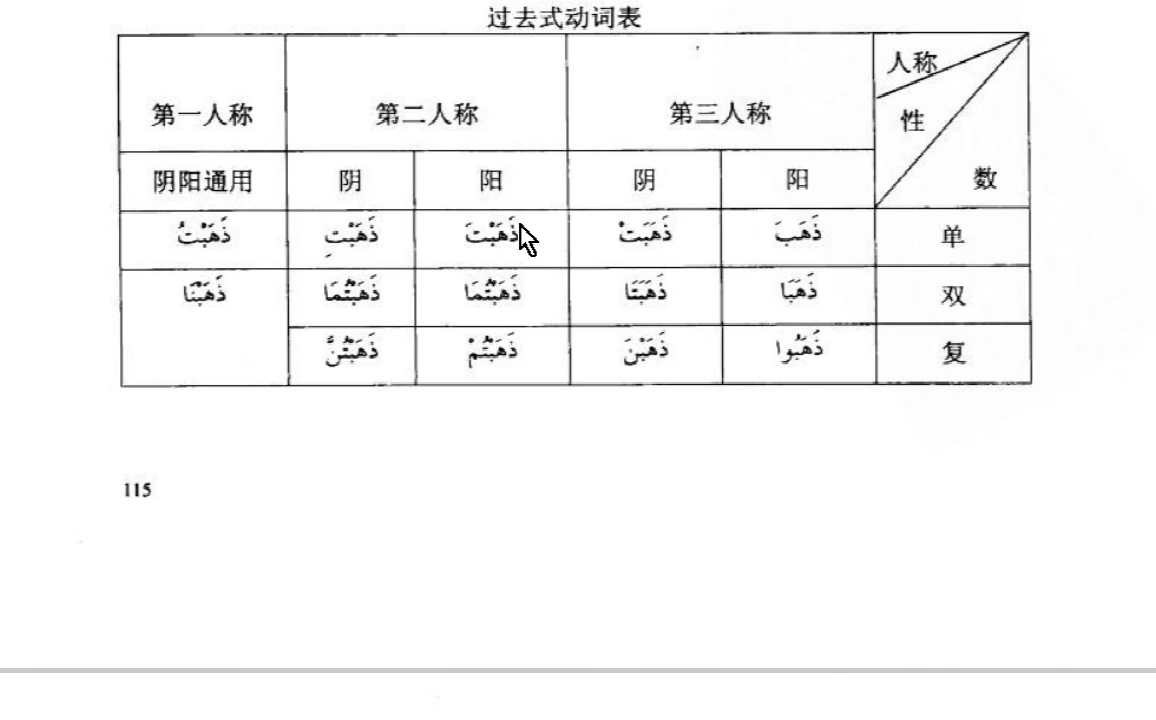 过去式动词表
第一人称 第二人称 第三人称 人称 性 数
阴阳通用 阴 阳 阴 阳
ذَهَبْتُ ذَهَبْتِ ذَهَبْتَ ذَهَبَتْ ذَهَبَ 单
ذَهَبْنَا ذَهَبْتُمَا ذَهَبْتُمَا ذَهَبَتَا ذَهَبَا 双
ذَهَبْتُنَّ ذَهَبْتُمْ ذَهَبْنَ ذَهَبُوا 复
115